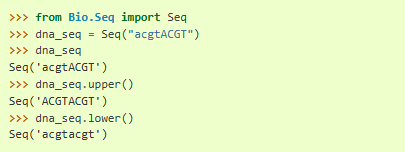 >>> from Bio.Seq import Seq
>>> dna_seq = Seq("acgtACGT")
>>> dna_seq
Seq('acgtACGT')
>>> dna_seq.upper()
Seq('ACGTACGT')
>>> dna_seq.lower()
Seq('acgtacgt')